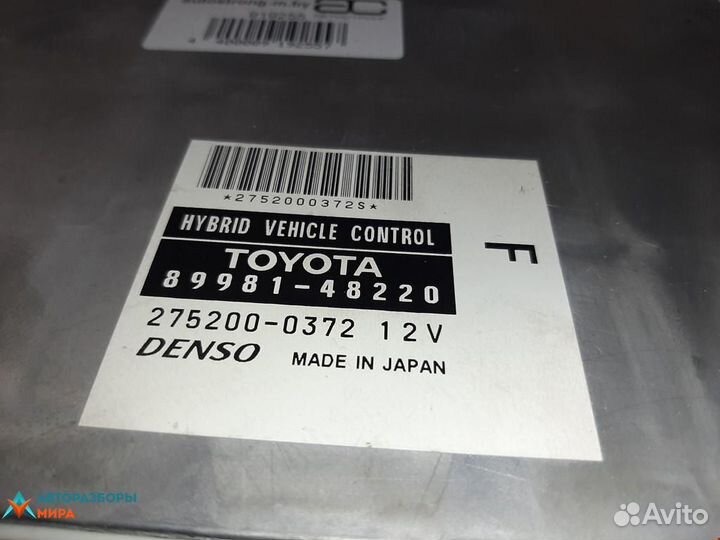 *2752000372S*
HYBRID VEHICLE CONTROL
TOYOTA
89981-48220
275200-0372 12V
DENSO MADE IN JAPAN
F
АВТОРАЗБОРЫ
МИРА
Avito